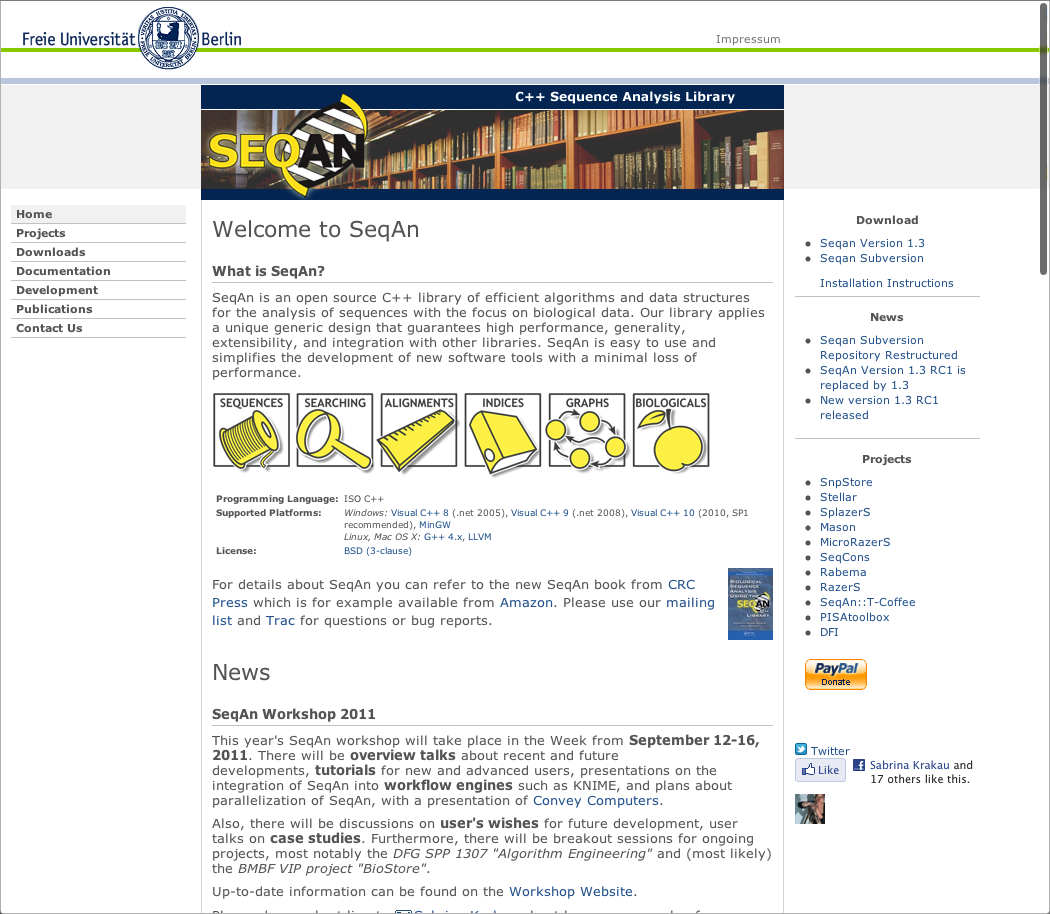 Freie Universität Berlin
Impressum
C++ Sequence Analysis Library
SEQAN
Home
Projects
Downloads
Documentation
Development
Publications
Contact Us
Welcome to SeqAn
What is SeqAn?
SeqAn is an open source C++ library of efficient algorithms and data structures
for the analysis of sequences with the focus on biological data. Our library applies
a unique generic design that guarantees high performance, generality,
extensibility, and integration with other libraries. SeqAn is easy to use and
simplifies the development of new software tools with a minimal loss of
performance.
SEQUENCES SEARCHING ALIGNMENTS INDICES GRAPHS BIOLOGICALS
Programming Language: ISO C++
Supported Platforms: Windows: Visual C++ 8 (.net 2005), Visual C++ 9 (.net 2008), Visual C++ 10 (2010, SP1
recommended), MinGW
Linux, Mac OS X: G++ 4.x, LLVM
License: BSD (3-clause)
For details about SeqAn you can refer to the new SeqAn book from CRC
Press which is for example available from Amazon. Please use our mailing
list and Trac for questions or bug reports.
News
SeqAn Workshop 2011
This year's SeqAn workshop will take place in the Week from September 12-16,
2011. There will be overview talks about recent and future
developments, tutorials for new and advanced users, presentations on the
integration of SeqAn into workflow engines such as KNIME, and plans about
parallelization of SeqAn, with a presentation of Convey Computers.
Also, there will be discussions on user's wishes for future development, user
talks on case studies. Furthermore, there will be breakout sessions for ongoing
projects, most notably the DFG SPP 1307 "Algorithm Engineering" and (most likely)
the BMBF VIP project "BioStore".
Up-to-date information can be found on the Workshop Website.
Download
Seqan Version 1.3
Seqan Subversion
Installation Instructions
News
Seqan Subversion
Repository Restructured
SeqAn Version 1.3 RC1 is
replaced by 1.3
New version 1.3 RC1
released
Projects
SnpStore
Stellar
SplazerS
Mason
MicroRazerS
SeqCons
Rabema
RazerS
SeqAn::T-Coffee
PISAtoolbox
DFI
PayPal
Donate
Twitter
Like Sabrina Krakau and
17 others like this.